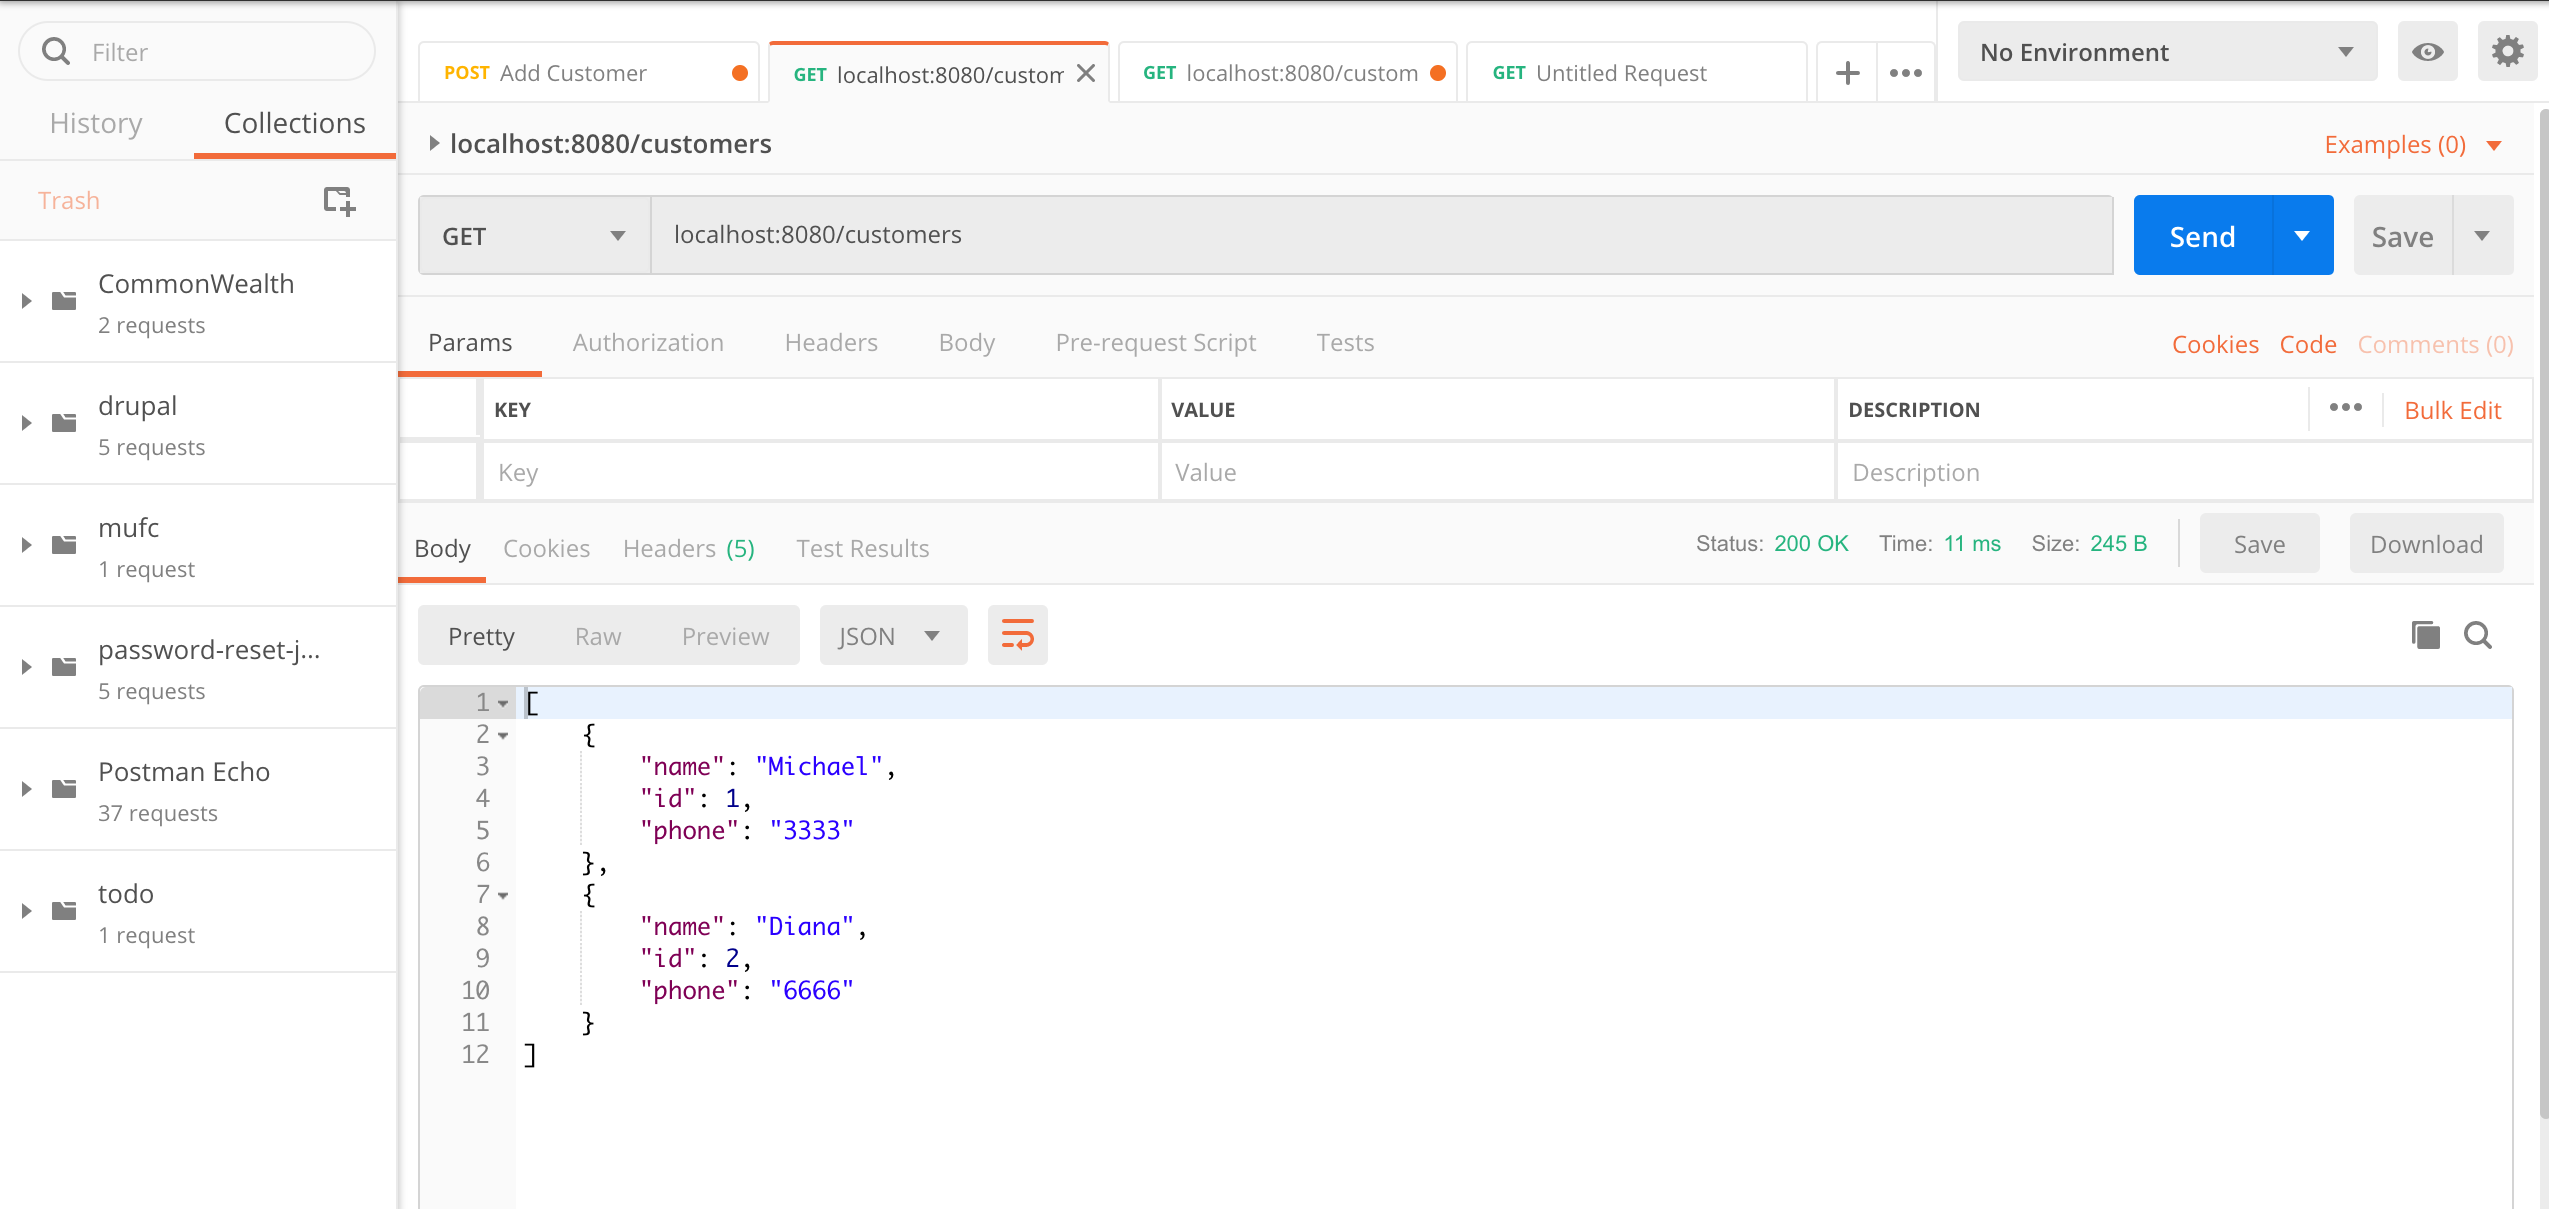 Filter
History Collections
Trash
CommonWealth
2 requests
drupal
5 requests
mufc
1 request
password-reset-j...
5 requests
Postman Echo
37 requests
todo
1 request
POST Add Customer GET localhost:8080/custom GET localhost:8080/custom GET Untitled Request
No Environment
localhost:8080/customers Examples (0)
GET localhost:8080/customers Send Save
Params Authorization Headers Body Pre-request Script Tests Cookies Code Comments (0)
KEY VALUE DESCRIPTION Bulk Edit
Key Value Description
Body Cookies Headers (5) Test Results Status: 200 OK Time: 11 ms Size: 245 B Save Download
Pretty Raw Preview JSON
1 [
2 {
3 "name": "Michael",
4 "id": 1,
5 "phone": "3333"
6 },
7 {
8 "name": "Diana",
9 "id": 2,
10 "phone": "6666"
11 }
12 ]